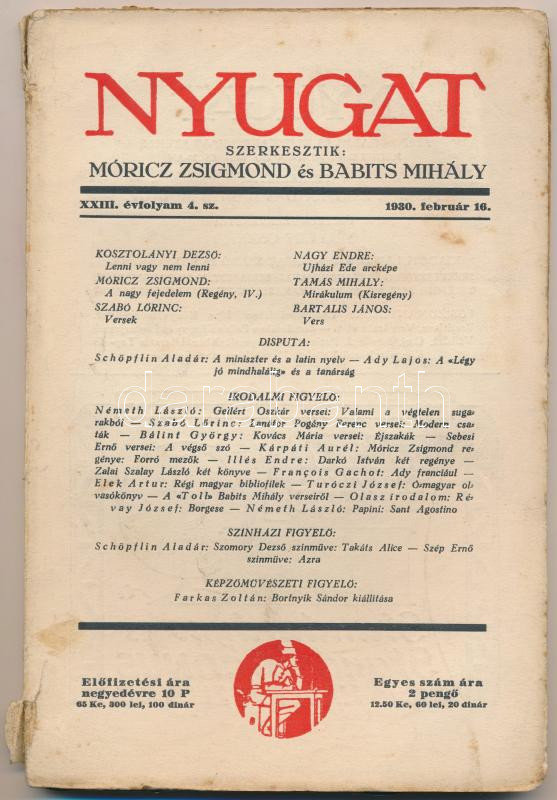 NYUGAT
SZERKESZTIK:
MÓRICZ ZSIGMOND és BABITS MIHÁLY
XXIII. évfolyam 4. sz. 1930. február 16.
KOSZTOLÁNYI DEZSŐ:
Lenni vagy nem lenni
MÓRICZ ZSIGMOND:
A nagy fejedelem (Regény, IV.)
SZABÓ LŐRINC:
Versek
NAGY ENDRE:
Ujházi Ede arcképe
TAMÁS MIHÁLY:
Mirákulum (Kisregény)
BARTALIS JÁNOS:
Vers
DISPUTA:
Schöpflin Aladár: A miniszter és a latin nyelv — Ady Lajos: A «Légy
jó mindhalálig» és a tanárság
IRODALMI FIGYELŐ:
Németh László: Gellért Oszkár versei: Valami a végtelen suga-
rakból — Szabó Lőrinc: Lándor Pogány Ferenc versei: Modern csa-
ták — Bálint György: Kovács Mária versei: Éjszakák — Sebesi
Ernő versei: A végső szó — Kárpáti Aurél: Móricz Zsigmond re-
génye: Forró mezők — Illés Endre: Darkó István két regénye —
Zalai Szalay László két könyve — François Gachot: Ady franciául —
Elek Artur: Régi magyar bibliofilek — Turóczi József: Ó-magyar ol-
vasókönyv — A «Toll» Babits Mihály verseiről — Olasz irodalom: Ré-
vay József: Borgese — Németh László: Papini: Sant Agostino
SZINHÁZI FIGYELŐ:
Schöpflin Aladár: Szomory Dezső szinműve: Takáts Alice — Szép Ernő
szinműve: Azra
KÉPZŐMŰVÉSZETI FIGYELŐ:
Farkas Zoltán: Bortnyik Sándor kiállitása
Előfizetési ára
negyedévre 10 P
65 Kc, 300 lei, 100 dinár
Egyes szám ára
2 pengő
12.50 Kc, 60 lei, 20 dinár
darabanth